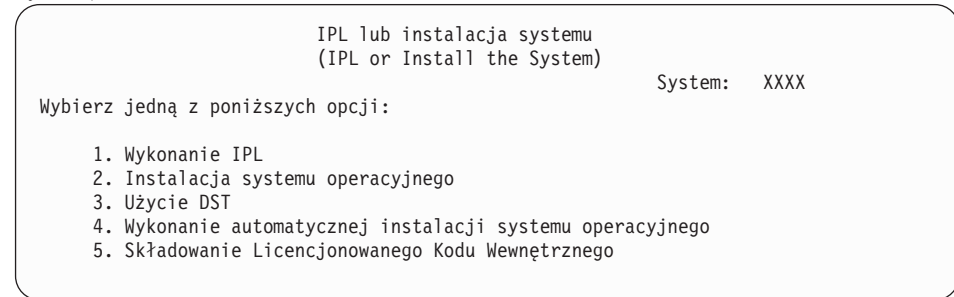 IPL lub instalacja systemu
(IPL or Install the System)
System: XXXX
Wybierz jedną z poniższych opcji:
1. Wykonanie IPL
2. Instalacja systemu operacyjnego
3. Użycie DST
4. Wykonanie automatycznej instalacji systemu operacyjnego
5. Składowanie Licencjonowanego Kodu Wewnętrznego